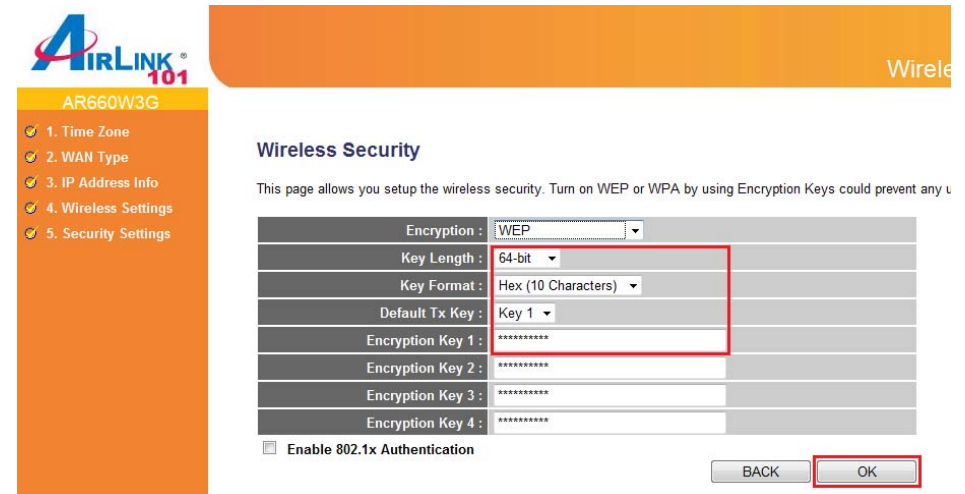 AIRLINK
101
AR660W3G
1. Time Zone
2. WAN Type
3. IP Address Info
4. Wireless Settings
5. Security Settings
Wirele
Wireless Security
This page allows you setup the wireless security. Turn on WEP or WPA by using Encryption Keys could prevent any u
Encryption : WEP
Key Length : 64-bit
Key Format : Hex (10 Characters)
Default Tx Key : Key 1
Encryption Key 1 : **********
Encryption Key 2 : **********
Encryption Key 3 : **********
Encryption Key 4 : **********
Enable 802.1x Authentication
BACK OK